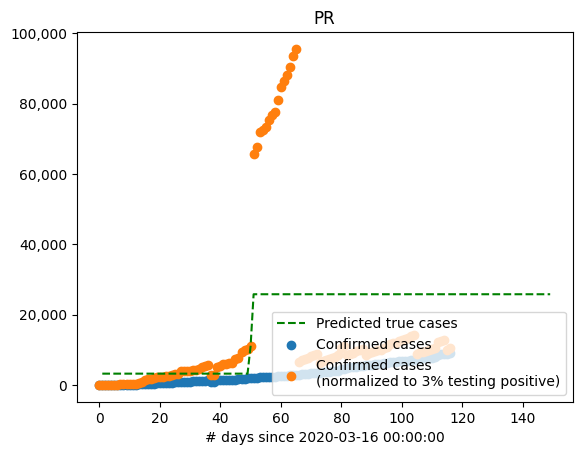 PR
100,000
80,000
60,000
40,000
20,000
0
Predicted true cases
Confirmed cases
Confirmed cases
(normalized to 3% testing positive)
0 20 40 60 80 100 120 140
# days since 2020-03-16 00:00:00